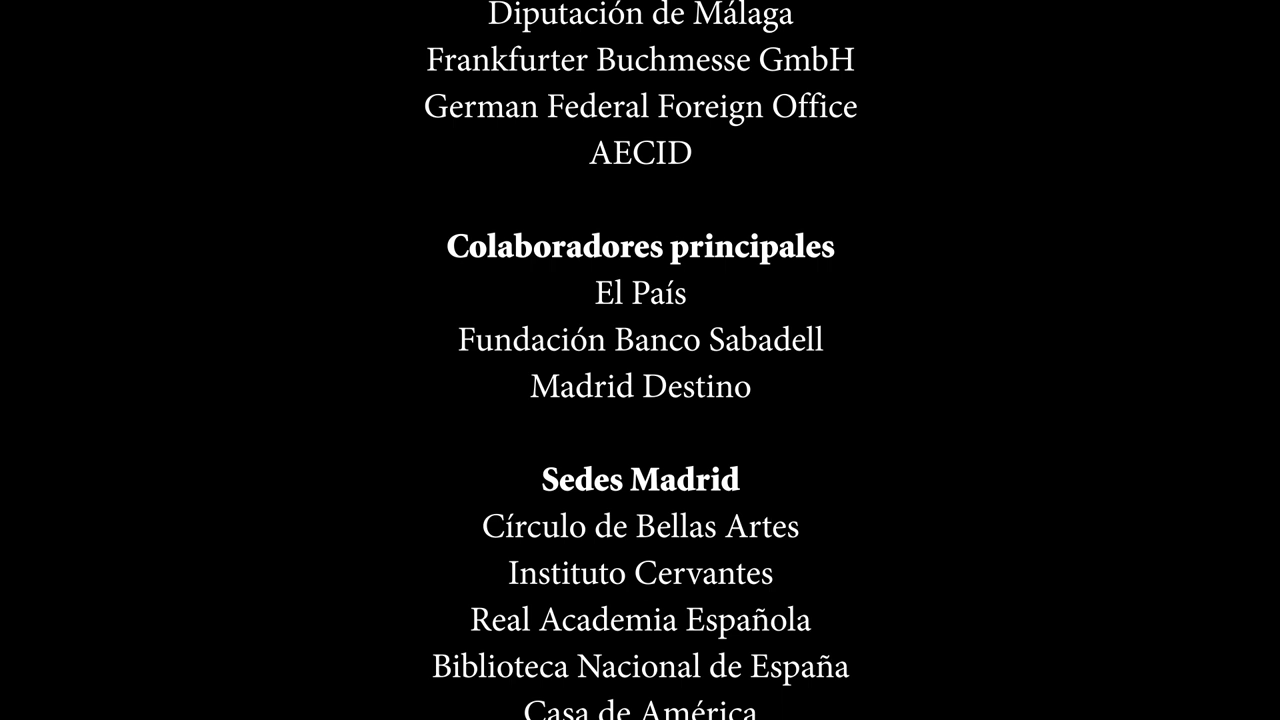 Diputación de Málaga
Frankfurter Buchmesse GmbH
German Federal Foreign Office
AECID
Colaboradores principales
El País
Fundación Banco Sabadell
Madrid Destino
Sedes Madrid
Círculo de Bellas Artes
Instituto Cervantes
Real Academia Española
Biblioteca Nacional de España
Casa de América